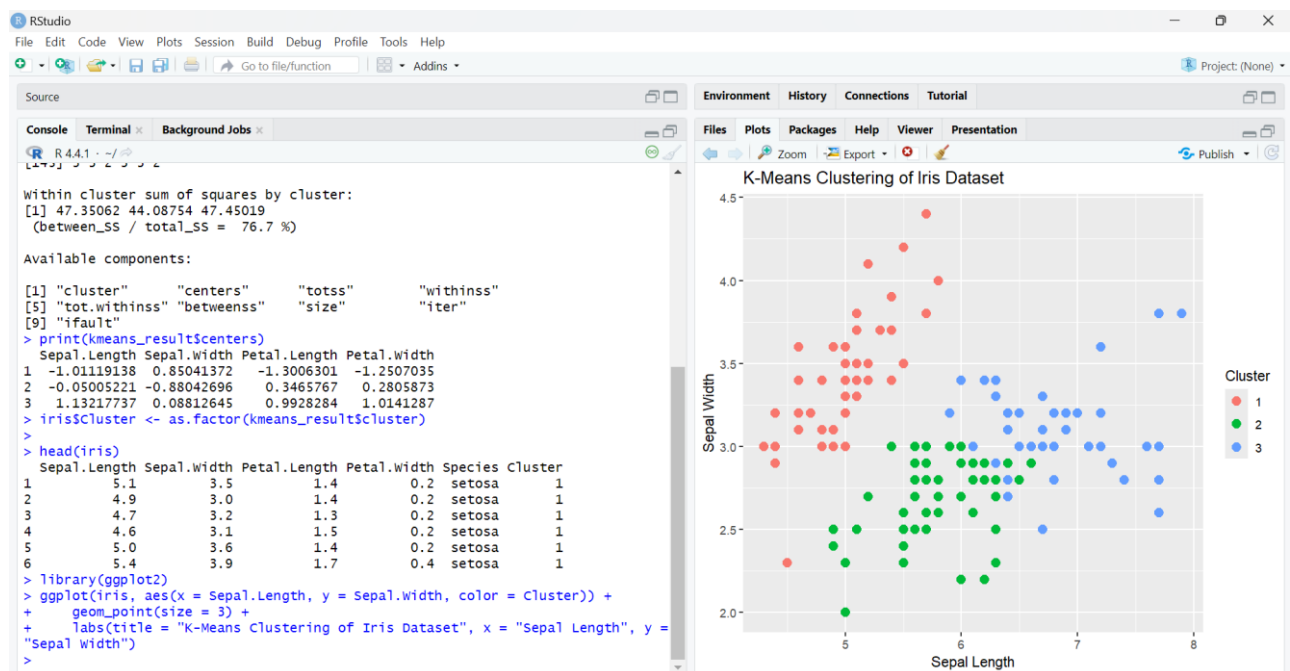 RStudio
File Edit Code View Plots Session Build Debug Profile Tools Help
Go to file/function
Addins
Project: (None)
Source
Console Terminal Background Jobs
R 4.4.1 · ~/
Within cluster sum of squares by cluster:
[1] 47.35062 44.08754 47.45019
(between_SS / total_SS = 76.7 %)
Available components:
[1] "cluster" "centers" "totss" "withinss"
[5] "tot.withinss" "betweenss" "size" "iter"
[9] "ifault"
> print(kmeans_result$centers)
Sepal.Length Sepal.Width Petal.Length Petal.Width
1 -1.01119138 0.85041372 -1.3006301 -1.2507035
2 -0.05005221 -0.88042696 0.3465767 0.2805873
3 1.13217737 0.08812645 0.9928284 1.0141287
> iris$Cluster <- as.factor(kmeans_result$cluster)
>
> head(iris)
Sepal.Length Sepal.Width Petal.Length Petal.Width Species Cluster
1 5.1 3.5 1.4 0.2 setosa 1
2 4.9 3.0 1.4 0.2 setosa 1
3 4.7 3.2 1.3 0.2 setosa 1
4 4.6 3.1 1.5 0.2 setosa 1
5 5.0 3.6 1.4 0.2 setosa 1
6 5.4 3.9 1.7 0.4 setosa 1
> library(ggplot2)
> ggplot(iris, aes(x = Sepal.Length, y = Sepal.Width, color = Cluster)) +
+ geom_point(size = 3) +
+ labs(title = "K-Means Clustering of Iris Dataset", x = "Sepal Length", y =
"Sepal Width")
>
Environment History Connections Tutorial
Files Plots Packages Help Viewer Presentation
Zoom Export Publish
K-Means Clustering of Iris Dataset
4.5
4.0
3.5
3.0
2.5
2.0
Sepal Width
5 6 7 8
Sepal Length
Cluster
1
2
3